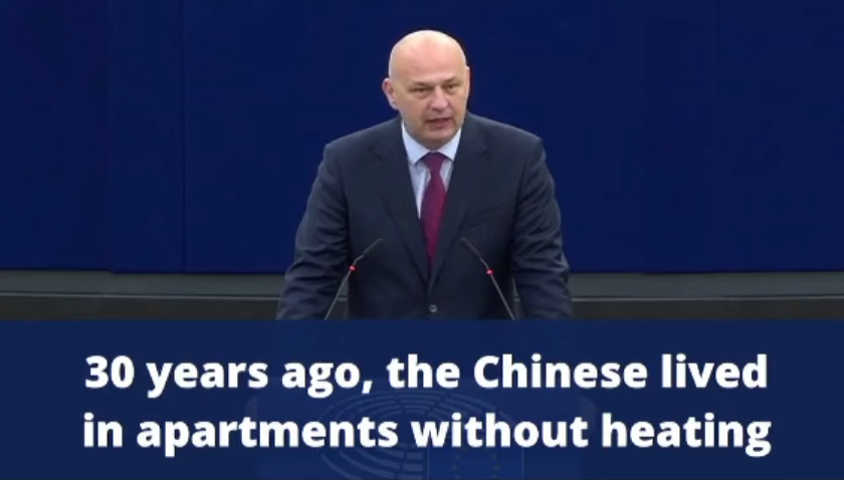 30 years ago, the Chinese lived
in apartments without heating